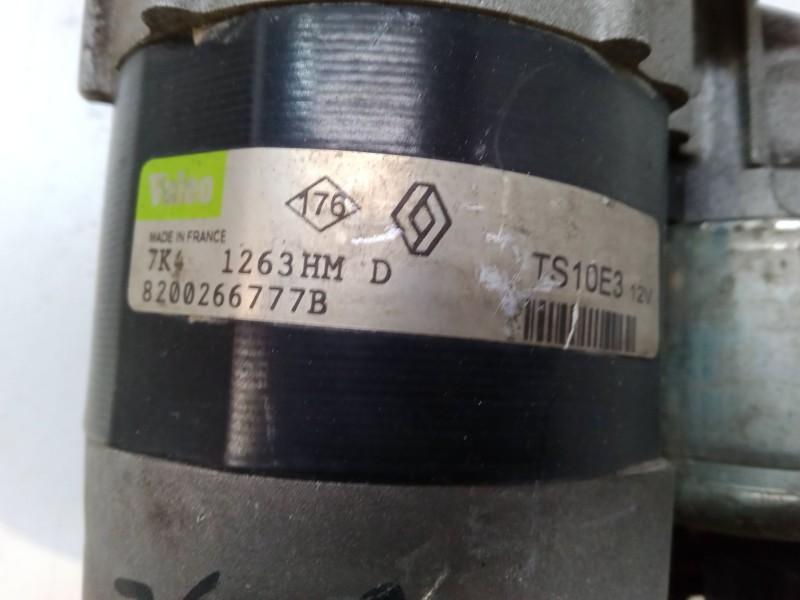 Valeo
176
MADE IN FRANCE
7K4 1263HM D
TS10E3 12V
8200266777B